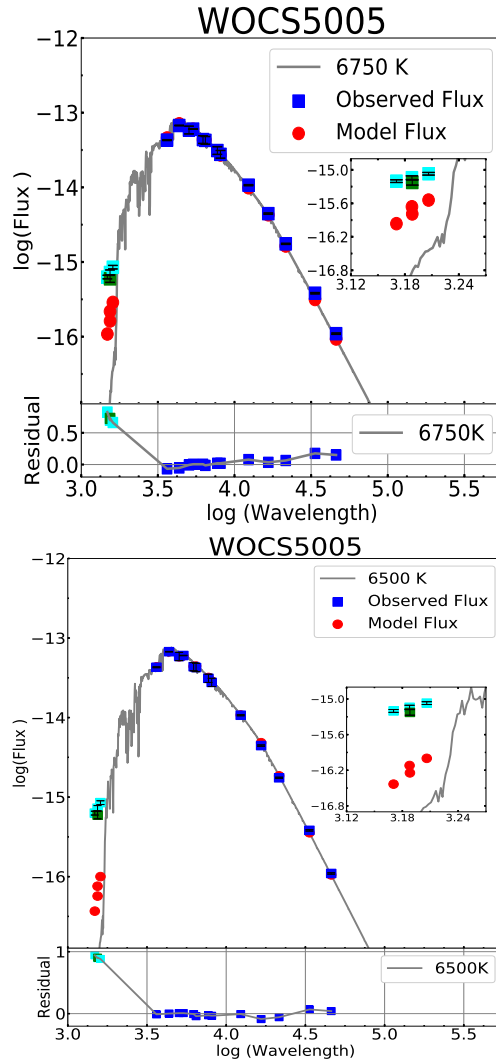 WOCS5005
−12
−13
−14
−15
−16
log(Flux )
6750 K
Observed Flux
Model Flux
−15.0
−15.6
−16.2
−16.8
3.12 3.18 3.24
Residual
0.5
0.0
6750K
3.0 3.5 4.0 4.5 5.0 5.5
log (Wavelength)
WOCS5005
−12
−13
−14
−15
−16
log(Flux )
6500 K
Observed Flux
Model Flux
−15.0
−15.6
−16.2
−16.8
3.12 3.18 3.24
Residual
1
0
6500K
3.0 3.5 4.0 4.5 5.0 5.5
log (Wavelength)